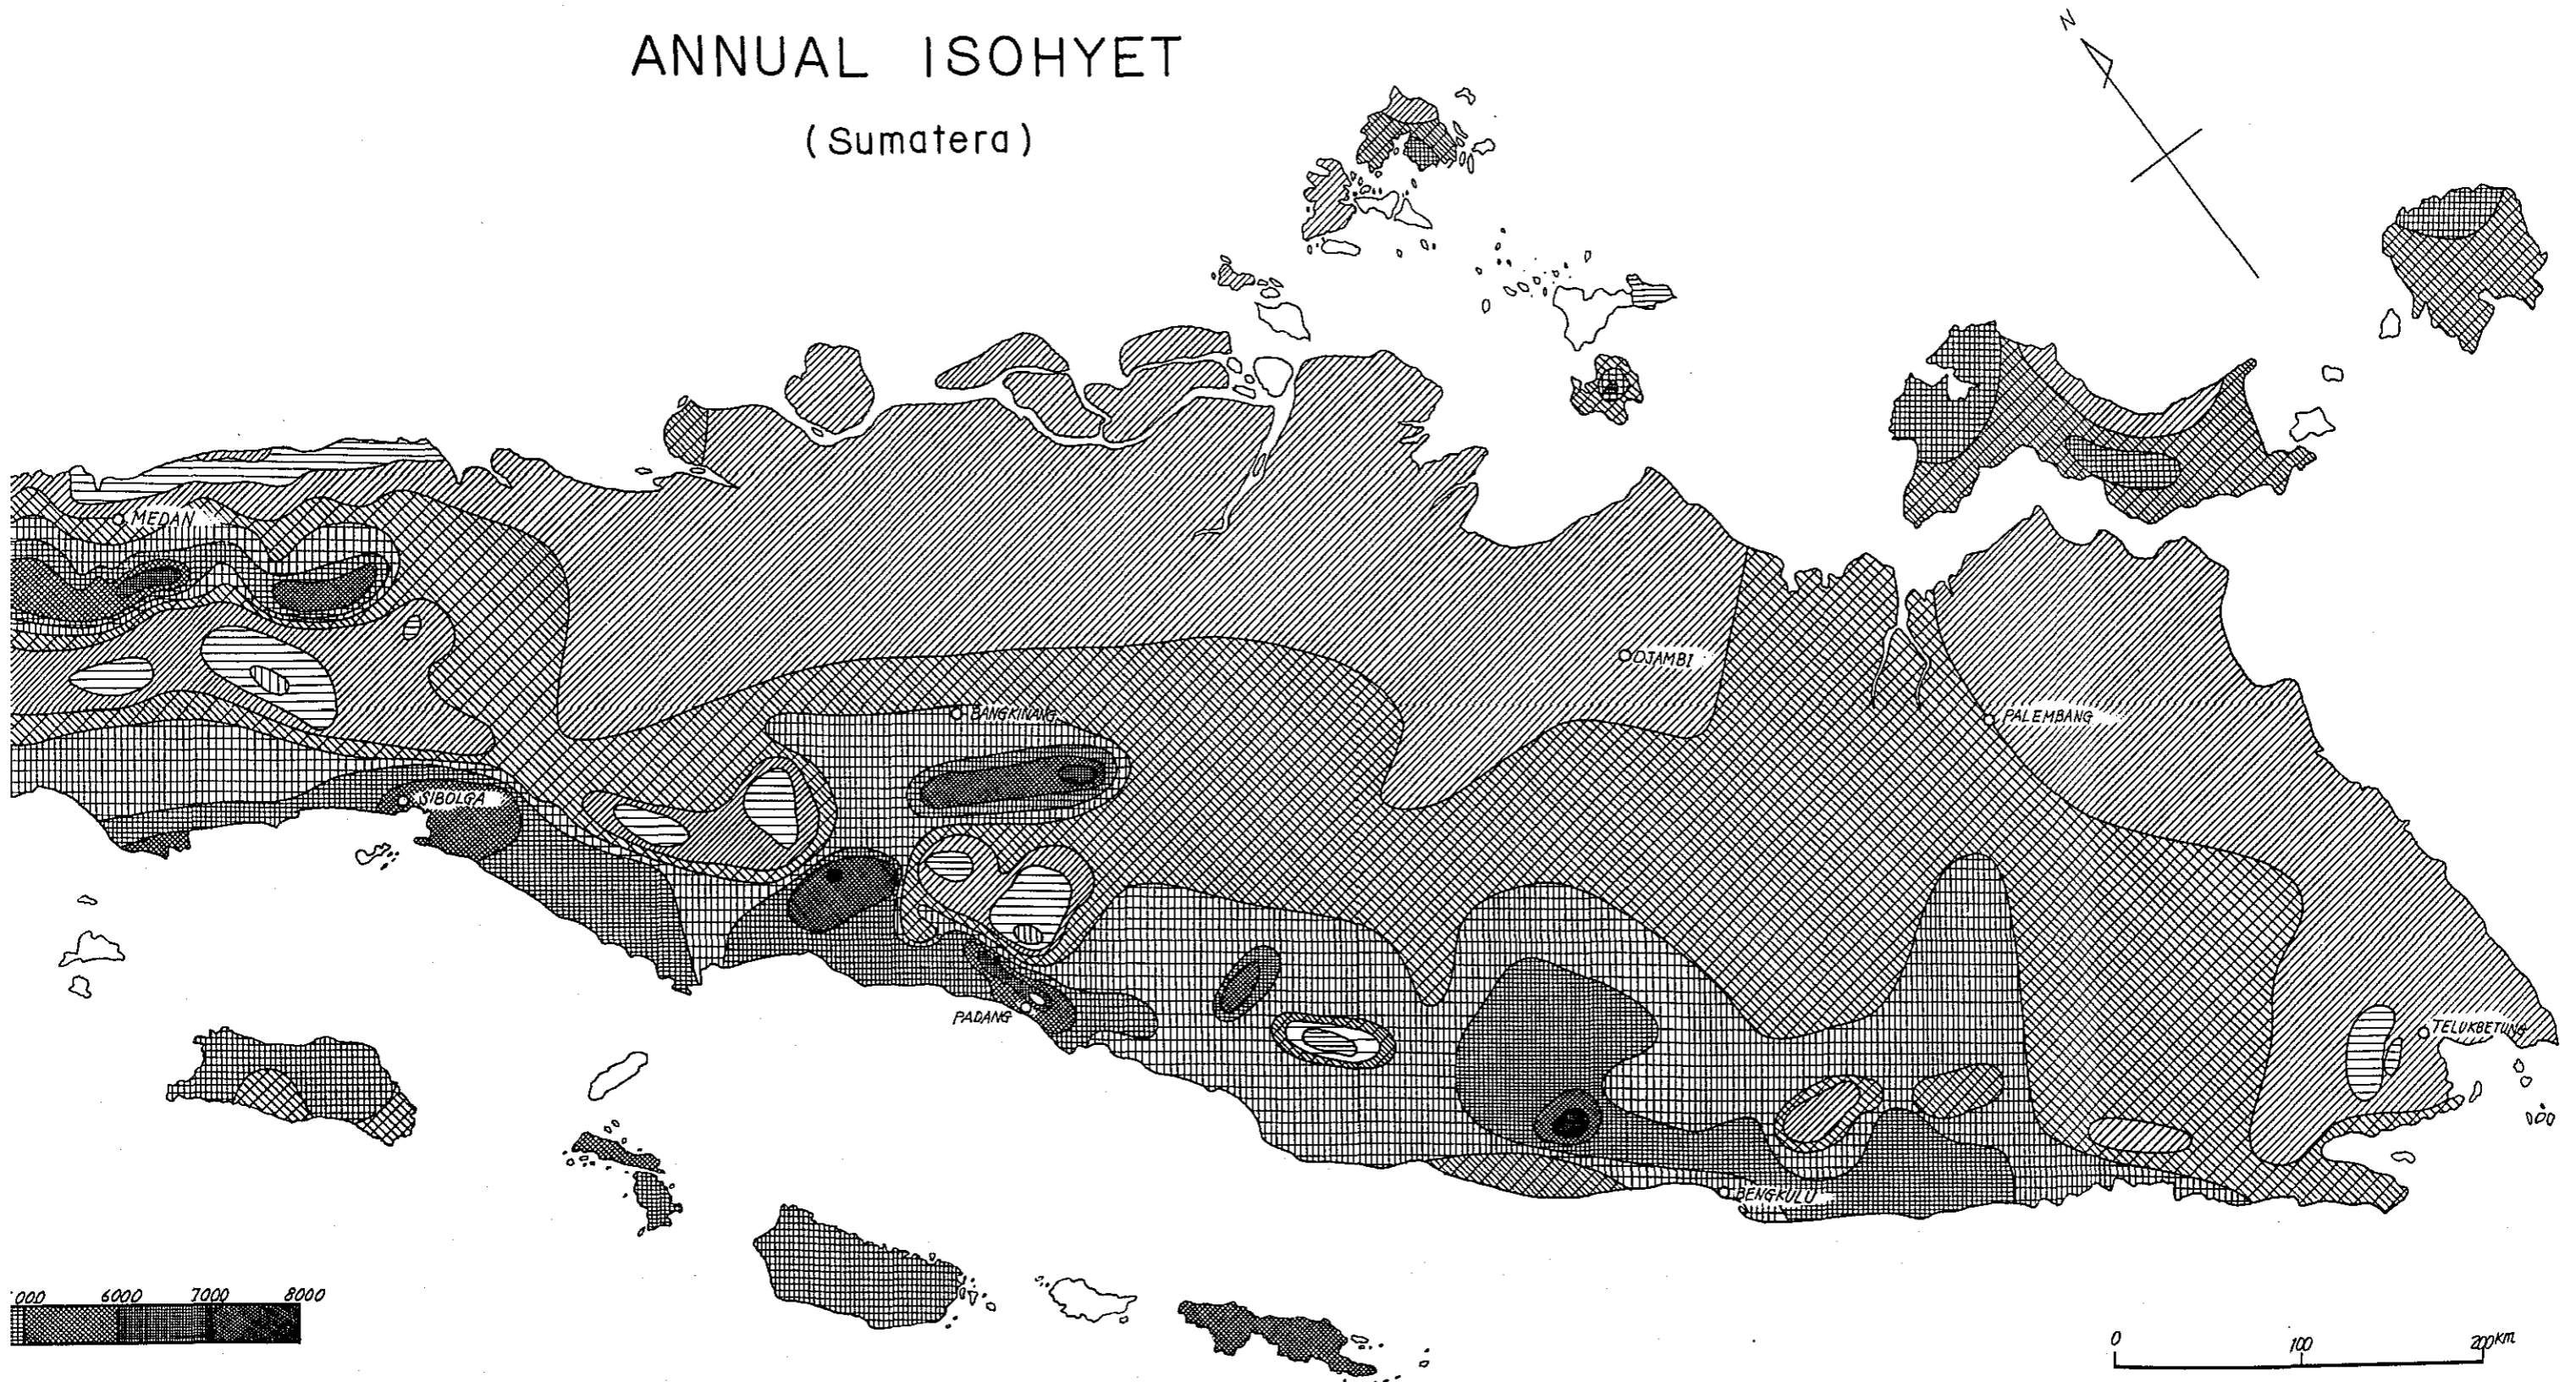 ANNUAL ISOHYET
(Sumatera)
N
MEDAN
DJAMBI
BANGKINANG
PALEMBANG
SIBOLGA
PADANG
TELUKBETUNG
BENGKULU
000 6000 7000 8000
0 100 200KM